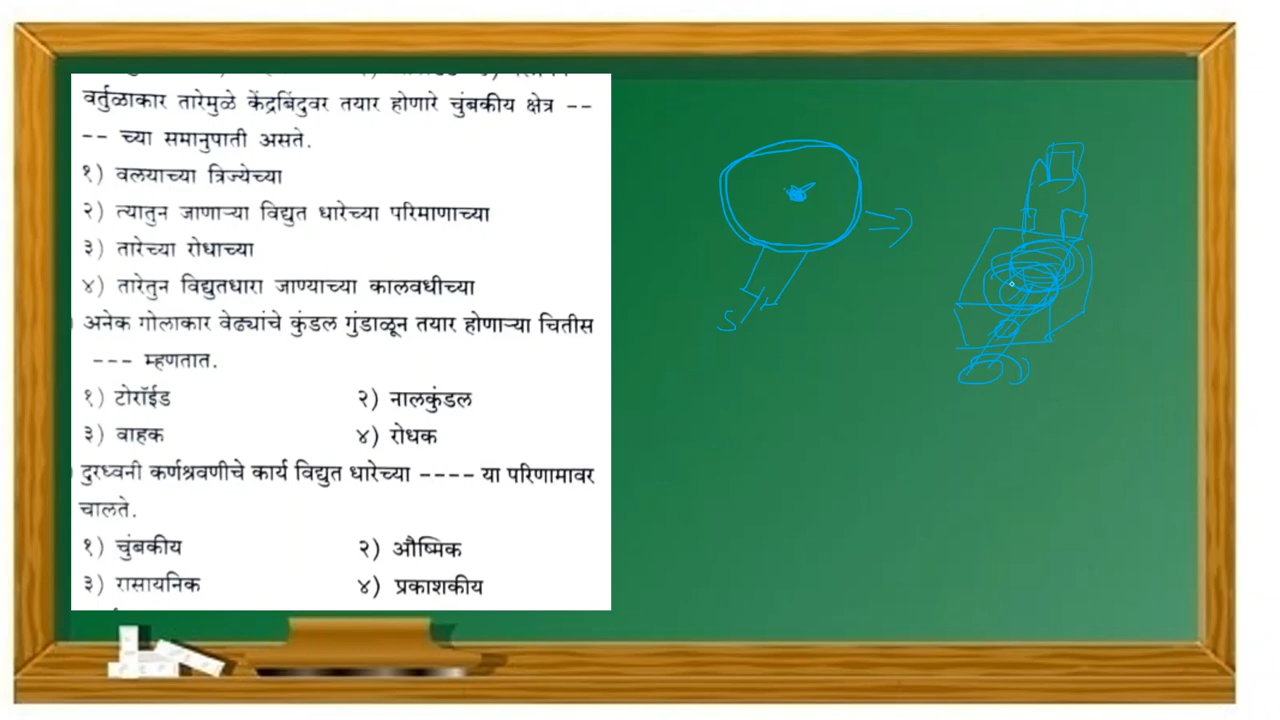 वर्तुळाकार तारेमुळे केंद्रबिंदुवर तयार होणारे चुंबकीय क्षेत्र --
-- च्या समानुपाती असते.
१) वलयाच्या त्रिज्येच्या
२) त्यातुन जाणाऱ्या विद्युत धारेच्या परिमाणाच्या
३) तारेच्या रोधाच्या
४) तारेतुन विद्युतधारा जाण्याच्या कालवधीच्या
अनेक गोलाकार वेढ्यांचे कुंडल गुंडाळून तयार होणाऱ्या चितीस
--- म्हणतात.
१) टोरॉईड २) नालकुंडल
३) वाहक ४) रोधक
दुरध्वनी कर्णश्रवणीचे कार्य विद्युत धारेच्या ---- या परिणामावर
चालते.
१) चुंबकीय २) औष्मिक
३) रासायनिक ४) प्रकाशकीय
S